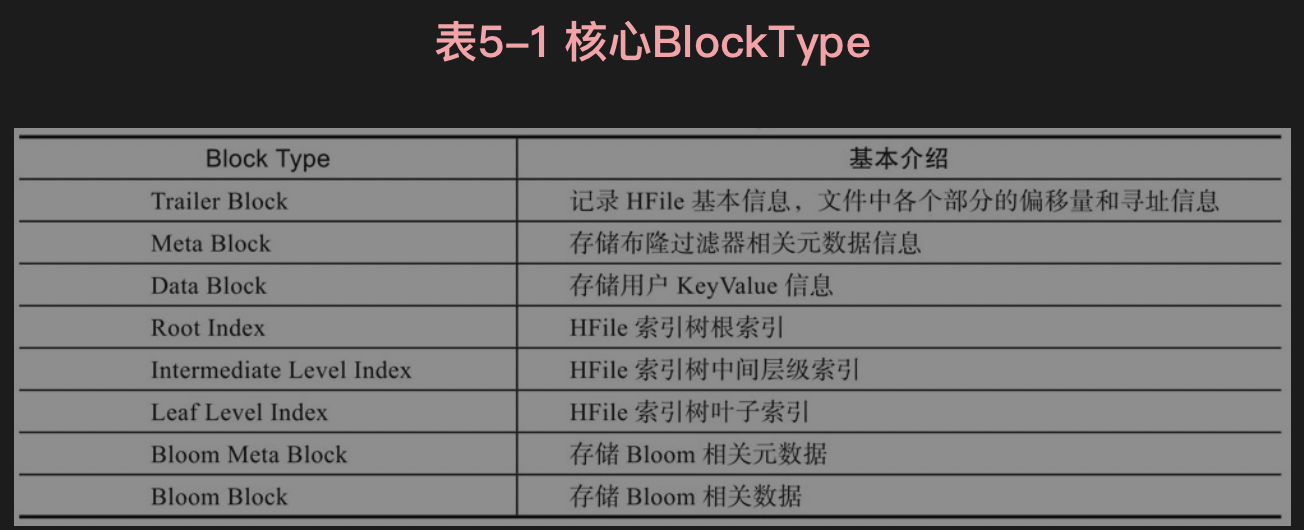 表5-1 核心BlockType
Block Type 基本介绍
Trailer Block 记录 HFile 基本信息，文件中各个部分的偏移量和寻址信息
Meta Block 存储布隆过滤器相关元数据信息
Data Block 存储用户 KeyValue 信息
Root Index HFile 索引树根索引
Intermediate Level Index HFile 索引树中间层级索引
Leaf Level Index HFile 索引树叶子索引
Bloom Meta Block 存储 Bloom 相关元数据
Bloom Block 存储 Bloom 相关数据